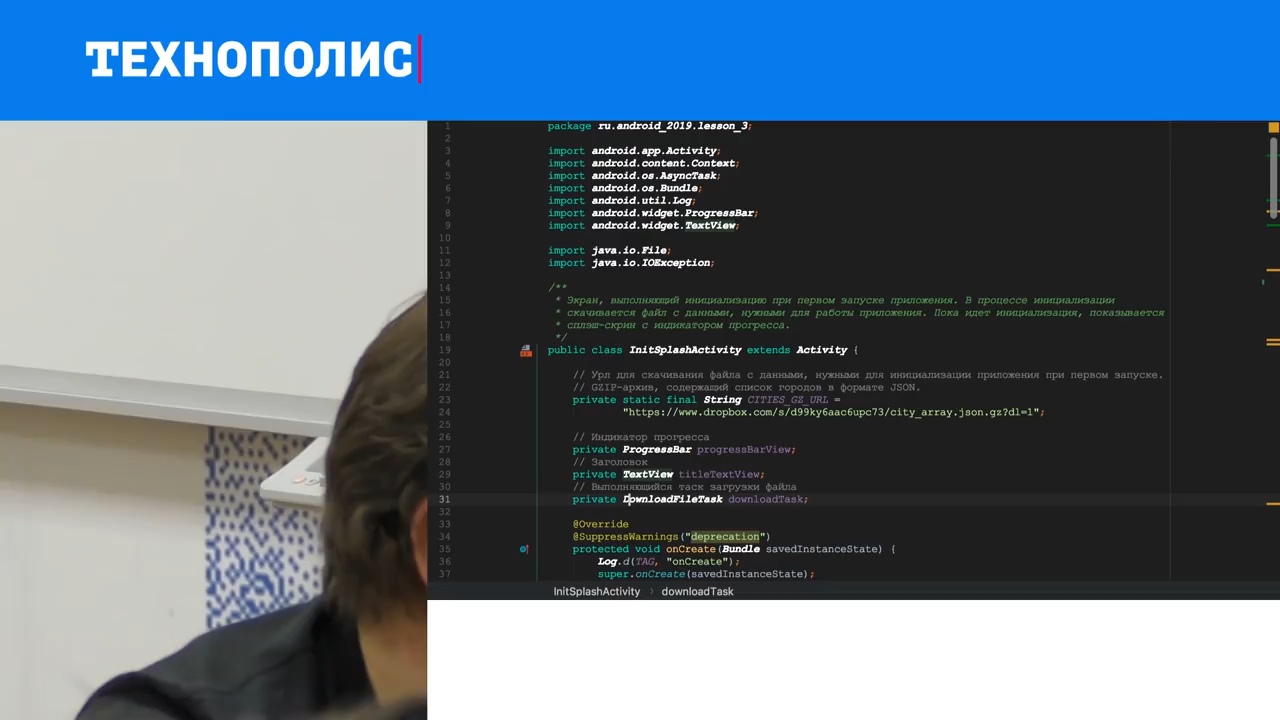 ТЕХНОПОЛИС
1 package ru.android_2019.lesson_3;
2
3 import android.app.Activity;
4 import android.content.Context;
5 import android.os.AsyncTask;
6 import android.os.Bundle;
7 import android.util.Log;
8 import android.widget.ProgressBar;
9 import android.widget.TextView;
10
11 import java.io.File;
12 import java.io.IOException;
13
14 /**
15 * Экран, выполняющий инициализацию при первом запуске приложения. В процессе инициализации
16 * скачивается файл с данными, нужными для работы приложения. Пока идет инициализация, показывается
17 * сплэш-скрин с индикатором прогресса.
18 */
19 public class InitSplashActivity extends Activity {
20
21 // Урл для скачивания файла с данными, нужными для инициализации приложения при первом запуске.
22 // GZIP-архив, содержащий список городов в формате JSON.
23 private static final String CITIES_GZ_URL =
24 "https://www.dropbox.com/s/d99ky6aac6upc73/city_array.json.gz?dl=1";
25
26 // Индикатор прогресса
27 private ProgressBar progressBarView;
28 // Заголовок
29 private TextView titleTextView;
30 // Выполняющийся таск загрузки файла
31 private DownloadFileTask downloadTask;
32
33 @Override
34 @SuppressWarnings("deprecation")
35 protected void onCreate(Bundle savedInstanceState) {
36 Log.d(TAG, "onCreate");
37 super.onCreate(savedInstanceState);
InitSplashActivity > downloadTask